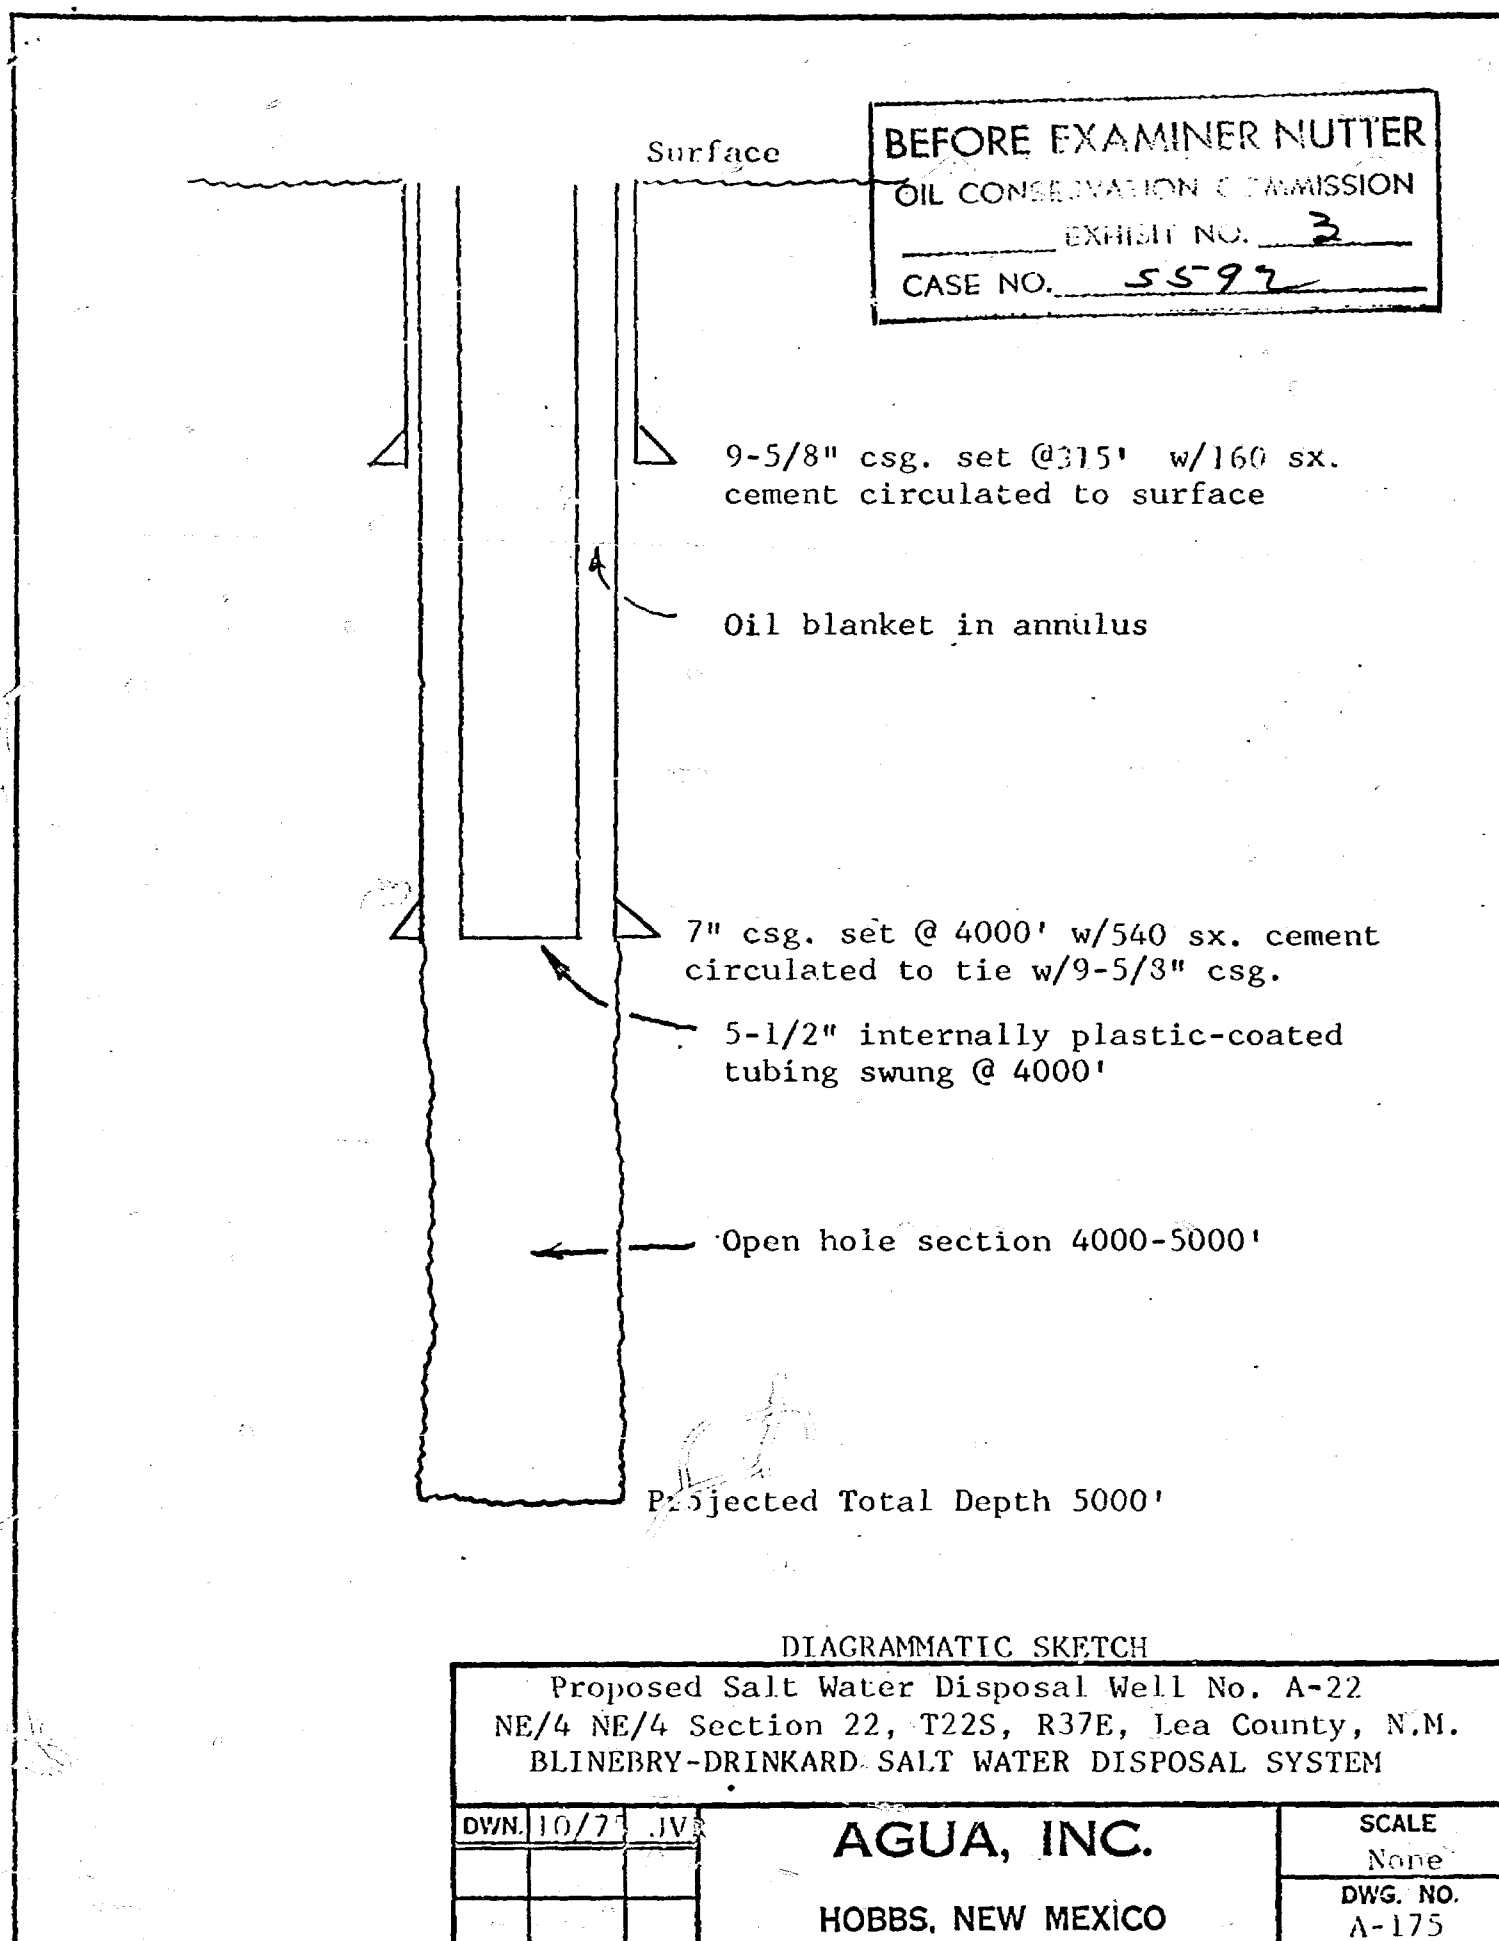 Surface
BEFORE EXAMINER NUTTER
OIL CONSERVATION COMMISSION
EXHIBIT NO. 3
CASE NO. 5592
9-5/8" csg. set @315' w/160 sx.
cement circulated to surface
Oil blanket in annulus
7" csg. set @ 4000' w/540 sx. cement
circulated to tie w/9-5/8" csg.
5-1/2" internally plastic-coated
tubing swung @ 4000'
Open hole section 4000-5000'
Projected Total Depth 5000'
DIAGRAMMATIC SKETCH
Proposed Salt Water Disposal Well No. A-22
NE/4 NE/4 Section 22, T22S, R37E, Lea County, N.M.
BLINEBRY-DRINKARD SALT WATER DISPOSAL SYSTEM
DWN. JVR
AGUA, INC.
HOBBS, NEW MEXICO
SCALE
None
DWG. NO.
A-175